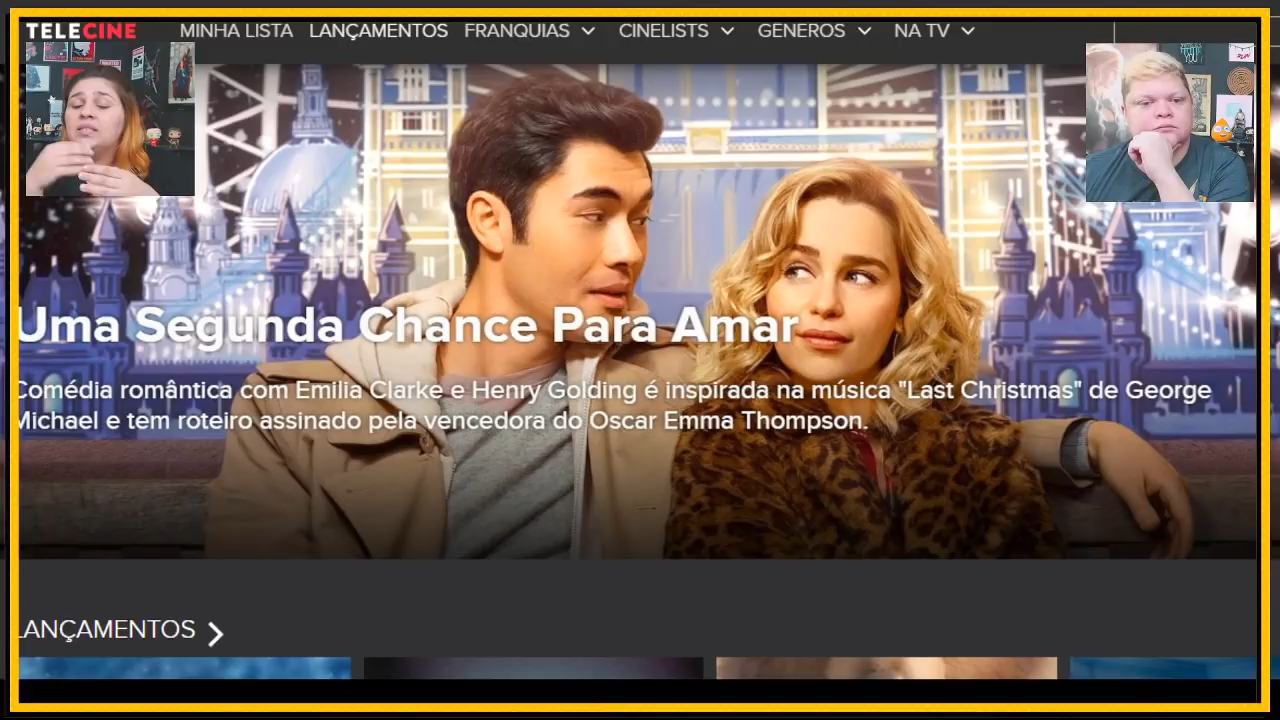 TELECINE MINHA LISTA LANÇAMENTOS FRANQUIAS CINELISTS GENEROS NA TV
Uma Segunda Chance Para Amar
Comédia romântica com Emilia Clarke e Henry Golding é inspirada na música "Last Christmas" de George
Michael e tem roteiro assinado pela vencedora do Oscar Emma Thompson.
LANÇAMENTOS